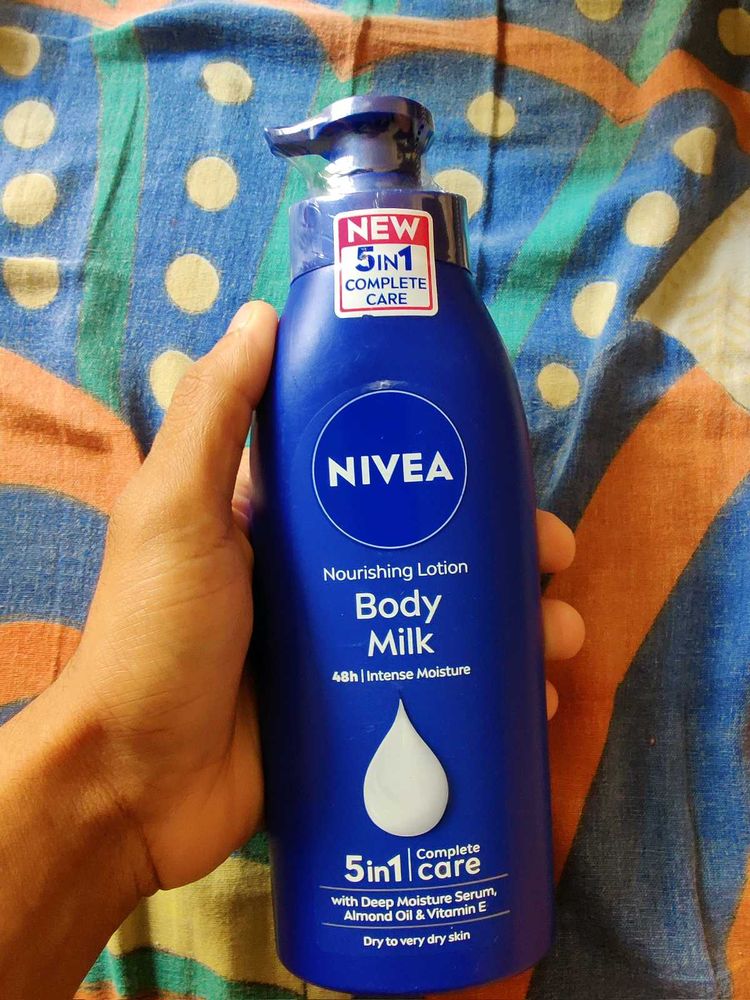 NEW
5IN1
COMPLETE
CARE
NIVEA
Nourishing Lotion
Body
Milk
48h | Intense Moisture
5in1 | Complete care
with Deep Moisture Serum,
Almond Oil & Vitamin E
Dry to very dry skin